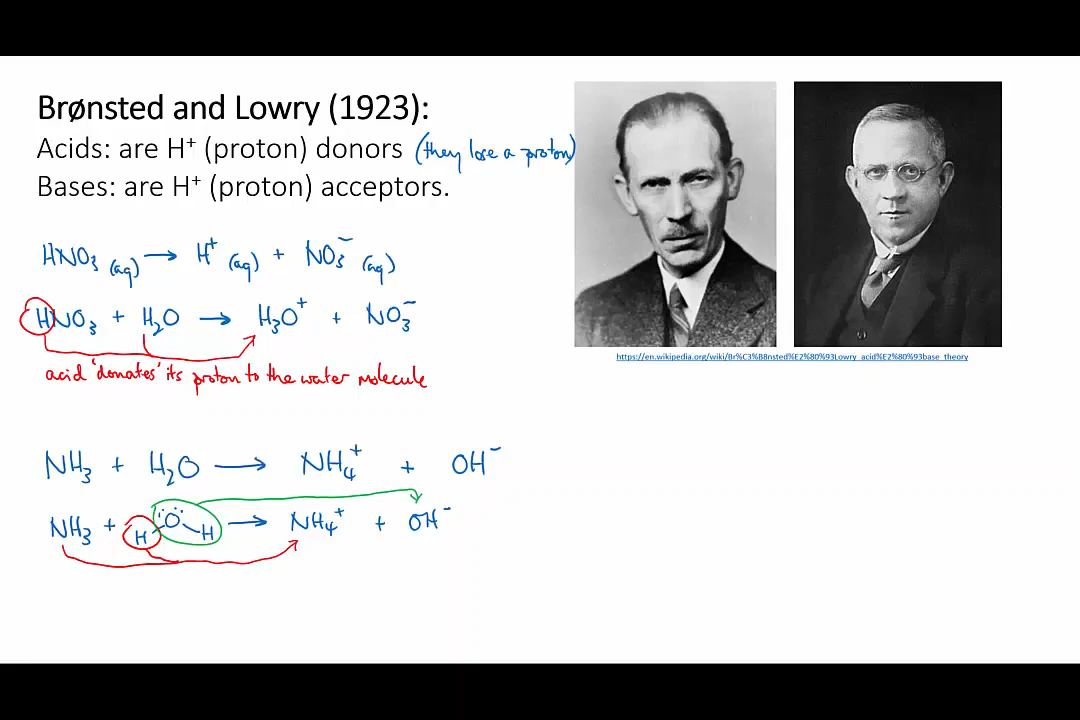 Brønsted and Lowry (1923):
Acids: are H⁺ (proton) donors (they lose a proton)
Bases: are H⁺ (proton) acceptors.
HNO₃ (aq) → H⁺ (aq) + NO₃⁻ (aq)
HNO₃ + H₂O → H₃O⁺ + NO₃⁻
acid 'donates' its proton to the water molecule
NH₃ + H₂O → NH₄⁺ + OH⁻
NH₃ + H O H → NH₄⁺ + OH⁻
https://en.wikipedia.org/wiki/Br%C3%B8nsted%E2%80%93Lowry_acid%E2%80%93base_theory